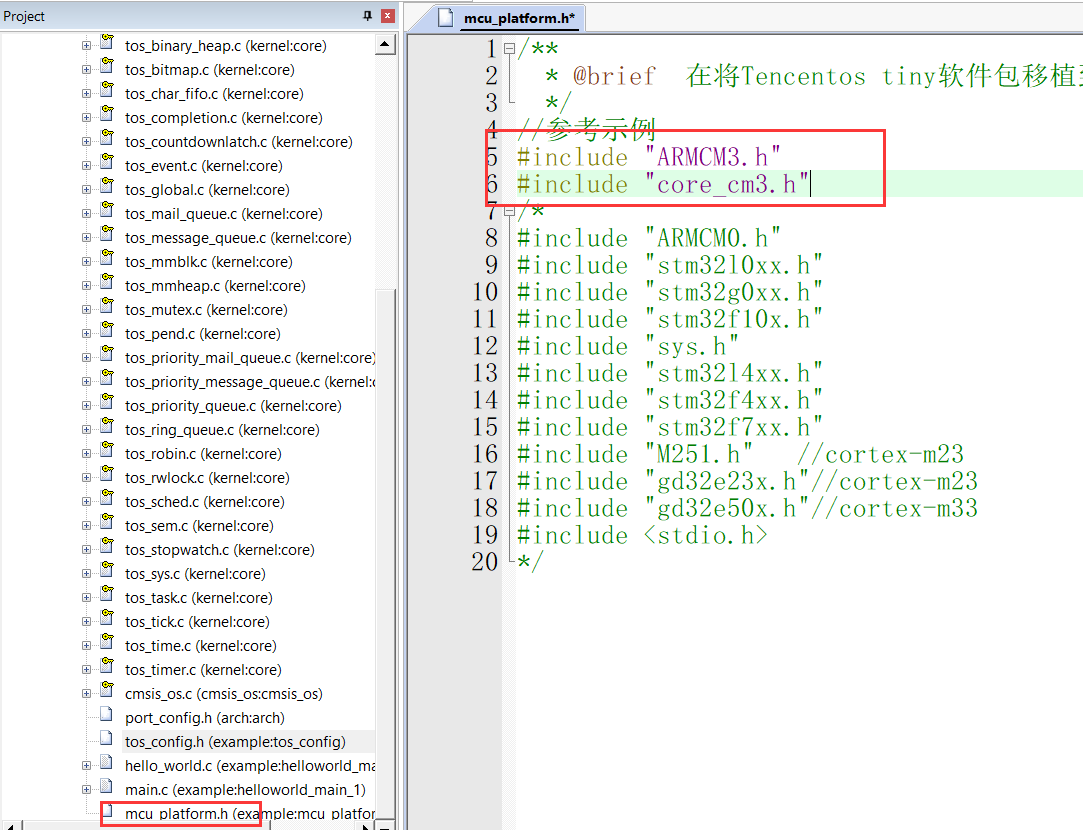 Project
tos_binary_heap.c (kernel:core)
tos_bitmap.c (kernel:core)
tos_char_fifo.c (kernel:core)
tos_completion.c (kernel:core)
tos_countdownlatch.c (kernel:core)
tos_event.c (kernel:core)
tos_global.c (kernel:core)
tos_mail_queue.c (kernel:core)
tos_message_queue.c (kernel:core)
tos_mmblk.c (kernel:core)
tos_mmheap.c (kernel:core)
tos_mutex.c (kernel:core)
tos_pend.c (kernel:core)
tos_priority_mail_queue.c (kernel:core)
tos_priority_message_queue.c (kernel:c
tos_priority_queue.c (kernel:core)
tos_ring_queue.c (kernel:core)
tos_robin.c (kernel:core)
tos_rwlock.c (kernel:core)
tos_sched.c (kernel:core)
tos_sem.c (kernel:core)
tos_stopwatch.c (kernel:core)
tos_sys.c (kernel:core)
tos_task.c (kernel:core)
tos_tick.c (kernel:core)
tos_time.c (kernel:core)
tos_timer.c (kernel:core)
cmsis_os.c (cmsis_os:cmsis_os)
port_config.h (arch:arch)
tos_config.h (example:tos_config)
hello_world.c (example:helloworld_ma
main.c (example:helloworld_main_1)
mcu_platform.h (example:mcu_platfor
mcu_platform.h*
1 /**
2 * @brief 在将Tencentos tiny软件包移植至
3 */
4 //参考示例
5 #include "ARMCM3.h"
6 #include "core_cm3.h"
7 /*
8 #include "ARMCM0.h"
9 #include "stm32l0xx.h"
10 #include "stm32g0xx.h"
11 #include "stm32f10x.h"
12 #include "sys.h"
13 #include "stm32l4xx.h"
14 #include "stm32f4xx.h"
15 #include "stm32f7xx.h"
16 #include "M251.h" //cortex-m23
17 #include "gd32e23x.h"//cortex-m23
18 #include "gd32e50x.h"//cortex-m33
19 #include <stdio.h>
20 */